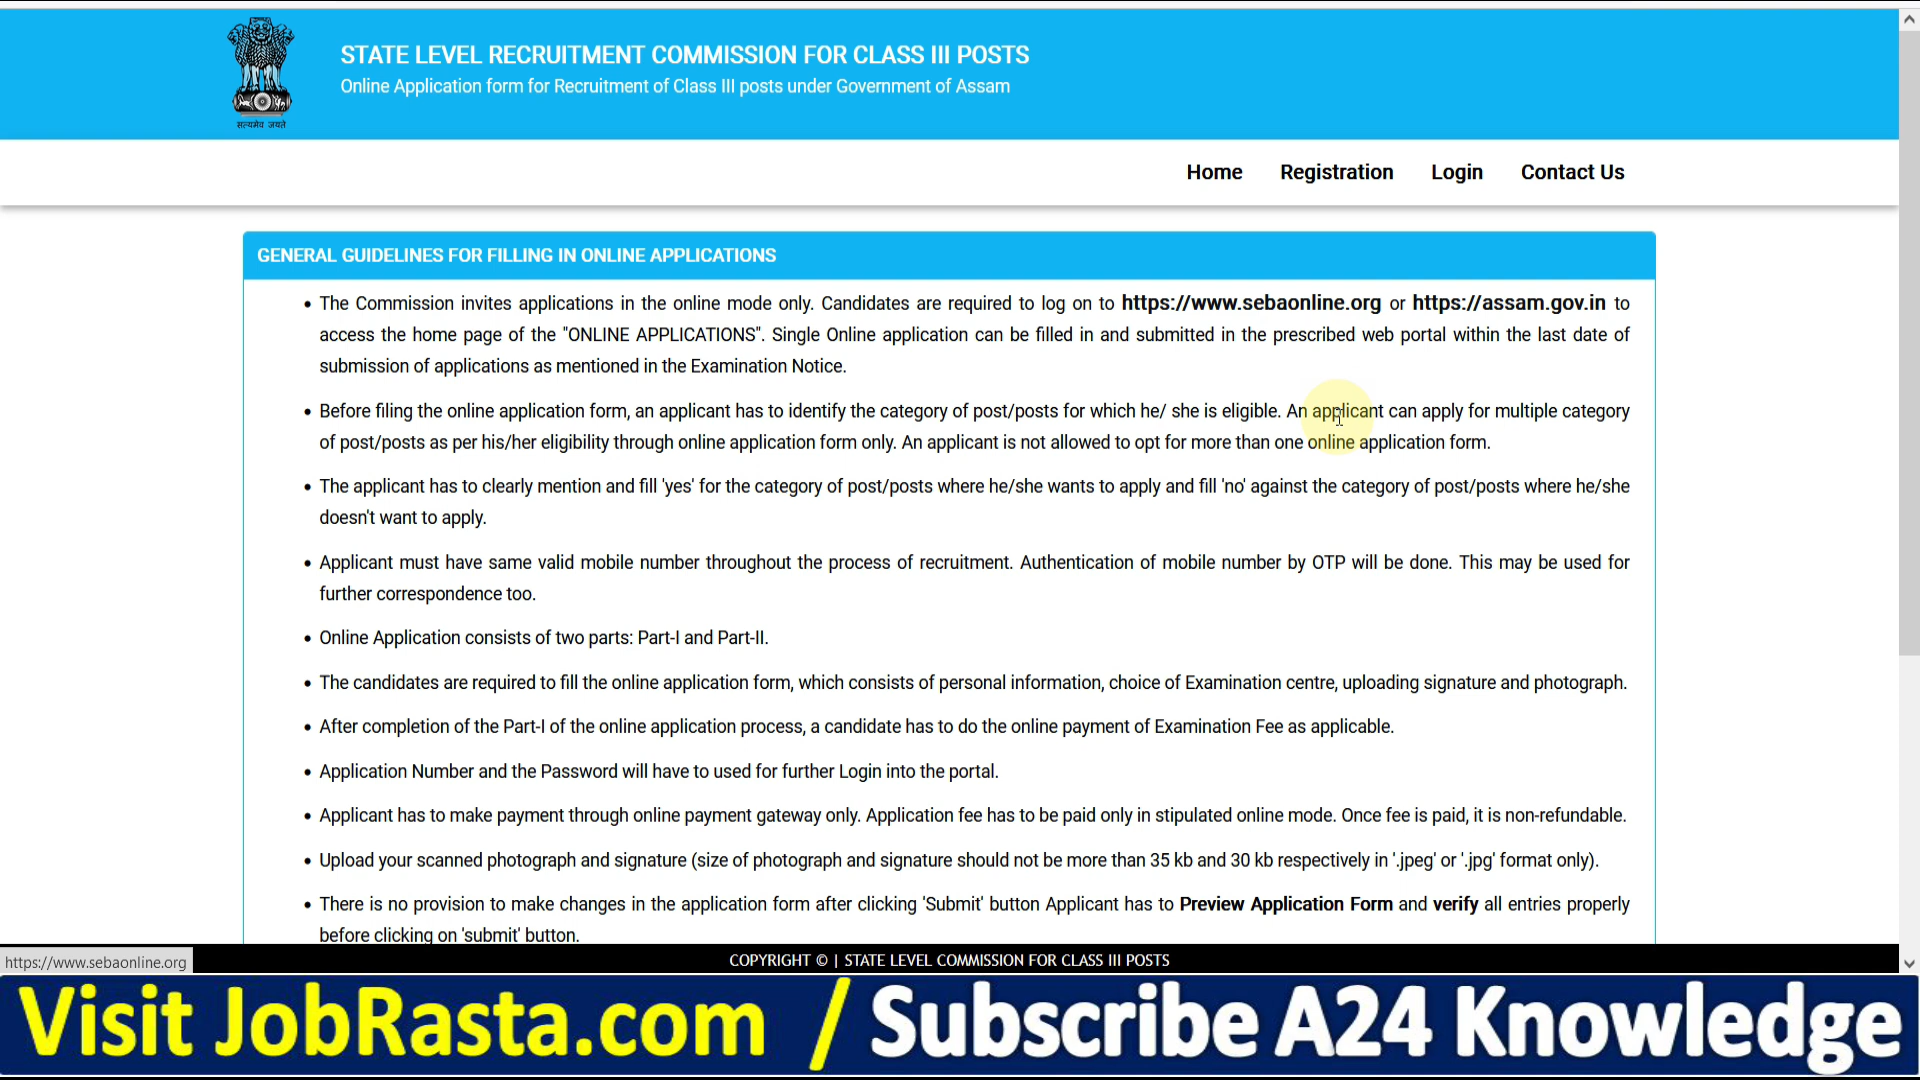 STATE LEVEL RECRUITMENT COMMISSION FOR CLASS III POSTS
Online Application form for Recruitment of Class III posts under Government of Assam
सत्यमेव जयते
Home Registration Login Contact Us
GENERAL GUIDELINES FOR FILLING IN ONLINE APPLICATIONS
• The Commission invites applications in the online mode only. Candidates are required to log on to https://www.sebaonline.org or https://assam.gov.in to
access the home page of the "ONLINE APPLICATIONS". Single Online application can be filled in and submitted in the prescribed web portal within the last date of
submission of applications as mentioned in the Examination Notice.
• Before filing the online application form, an applicant has to identify the category of post/posts for which he/ she is eligible. An applicant can apply for multiple category
of post/posts as per his/her eligibility through online application form only. An applicant is not allowed to opt for more than one online application form.
• The applicant has to clearly mention and fill 'yes' for the category of post/posts where he/she wants to apply and fill 'no' against the category of post/posts where he/she
doesn't want to apply.
• Applicant must have same valid mobile number throughout the process of recruitment. Authentication of mobile number by OTP will be done. This may be used for
further correspondence too.
• Online Application consists of two parts: Part-I and Part-II.
• The candidates are required to fill the online application form, which consists of personal information, choice of Examination centre, uploading signature and photograph.
• After completion of the Part-I of the online application process, a candidate has to do the online payment of Examination Fee as applicable.
• Application Number and the Password will have to used for further Login into the portal.
• Applicant has to make payment through online payment gateway only. Application fee has to be paid only in stipulated online mode. Once fee is paid, it is non-refundable.
• Upload your scanned photograph and signature (size of photograph and signature should not be more than 35 kb and 30 kb respectively in '.jpeg' or '.jpg' format only).
• There is no provision to make changes in the application form after clicking 'Submit' button Applicant has to Preview Application Form and verify all entries properly
before clicking on 'submit' button.
https://www.sebaonline.org
COPYRIGHT © | STATE LEVEL COMMISSION FOR CLASS III POSTS
Visit JobRasta.com / Subscribe A24 Knowledge